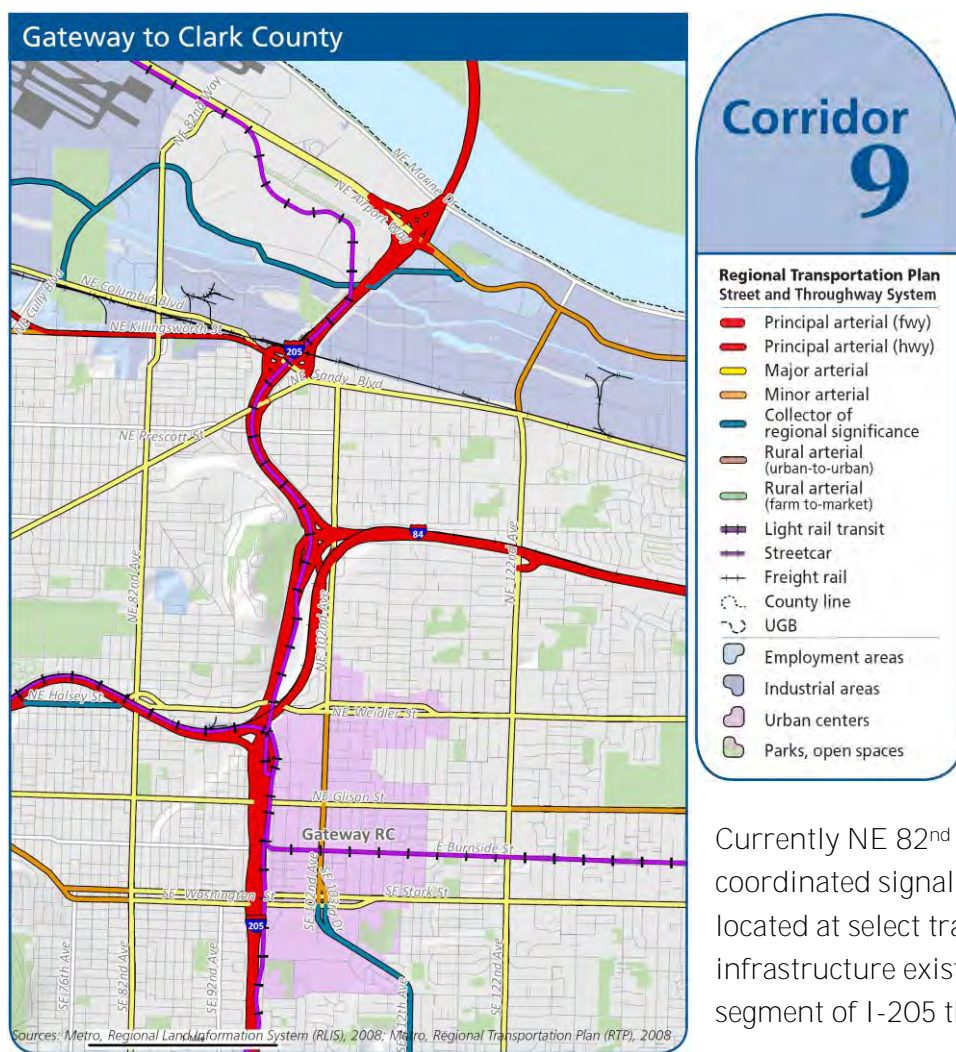 Gateway to Clark County
NE 82nd Way
NE Marine Dr
NE Airport Way
NE Cully Blvd
NE Columbia Blvd
NE Killingsworth St
205
NE Sandy Blvd
NE Prescott St
84
NE 82nd Ave
NE 102nd Ave
NE 122nd Ave
NE Halsey St
NE Weidler St
NE Glisan St
Gateway RC
E Burnside St
SE Washington St
SE 102nd Ave
SE Stark St
205
SE 76th Ave
SE 82nd Ave
SE 92nd Ave
SE 112th Ave
SE 122nd Ave
Sources: Metro, Regional Land Information System (RLIS), 2008; Metro, Regional Transportation Plan (RTP), 2008
Corridor
9
Regional Transportation Plan
Street and Throughway System
Principal arterial (fwy)
Principal arterial (hwy)
Major arterial
Minor arterial
Collector of
regional significance
Rural arterial
(urban-to-urban)
Rural arterial
(farm to-market)
Light rail transit
Streetcar
Freight rail
County line
UGB
Employment areas
Industrial areas
Urban centers
Parks, open spaces
Currently NE 82nd
coordinated signal
located at select tra
infrastructure exist
segment of I-205 th